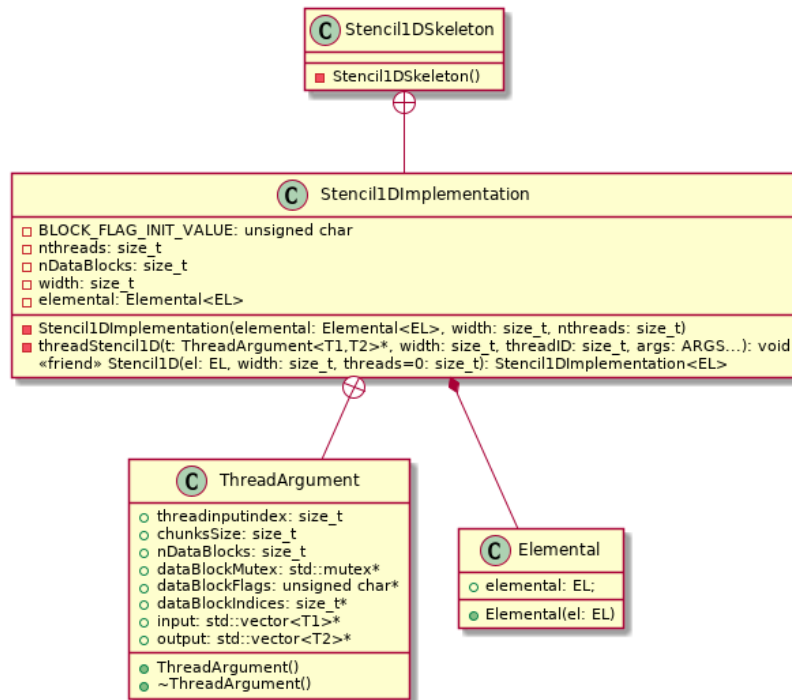 C Stencil1DSkeleton
Stencil1DSkeleton()
C Stencil1DImplementation
BLOCK_FLAG_INIT_VALUE: unsigned char
nthreads: size_t
nDataBlocks: size_t
width: size_t
elemental: Elemental<EL>
Stencil1DImplementation(elemental: Elemental<EL>, width: size_t, nthreads: size_t)
threadStencil1D(t: ThreadArgument<T1,T2>*, width: size_t, threadID: size_t, args: ARGS...): void
«friend» Stencil1D(el: EL, width: size_t, threads=0: size_t): Stencil1DImplementation<EL>
C ThreadArgument
threadinputindex: size_t
chunksSize: size_t
nDataBlocks: size_t
dataBlockMutex: std::mutex*
dataBlockFlags: unsigned char*
dataBlockIndices: size_t*
input: std::vector<T1>*
output: std::vector<T2>*
ThreadArgument()
~ThreadArgument()
C Elemental
elemental: EL;
Elemental(el: EL)